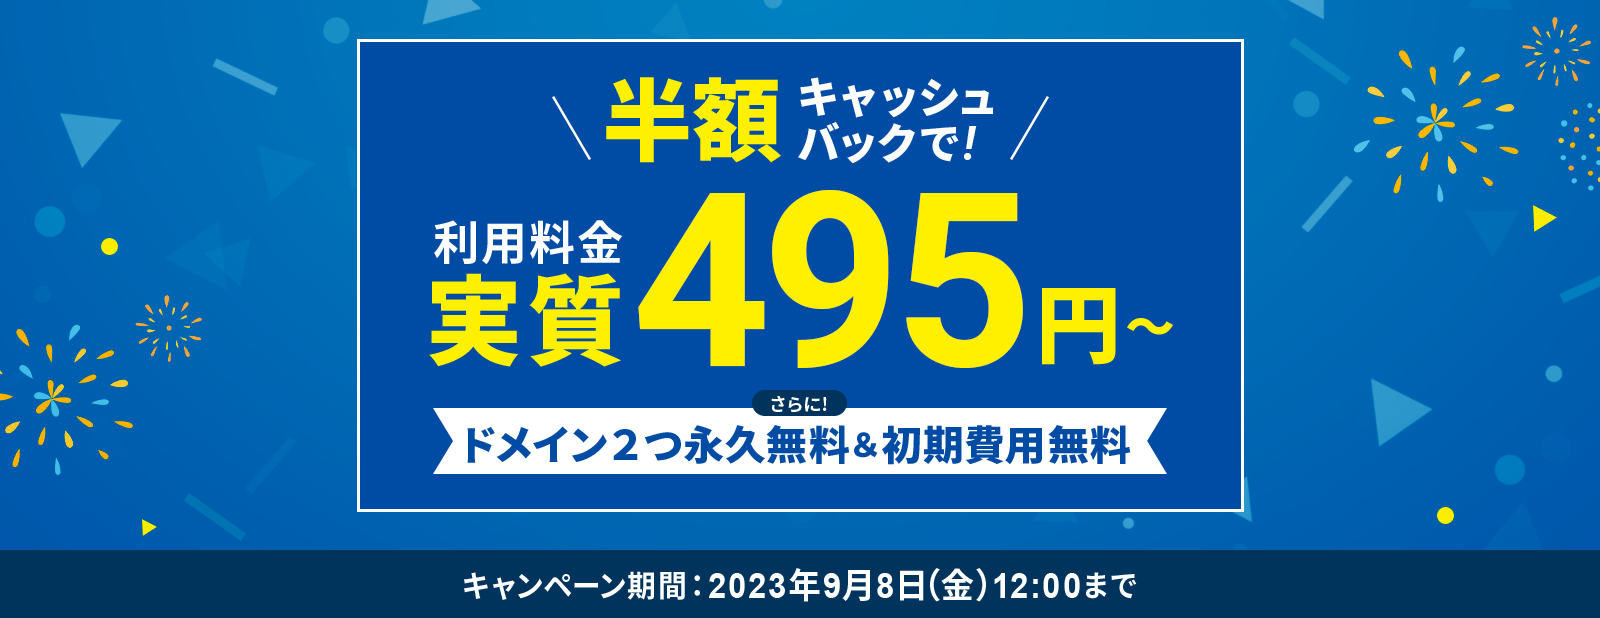 半額 キャッシュ
バックで!
利用料金
実質 495円~
さらに!
ドメイン2つ永久無料&初期費用無料
キャンペーン期間：2023年9月8日(金)12:00まで